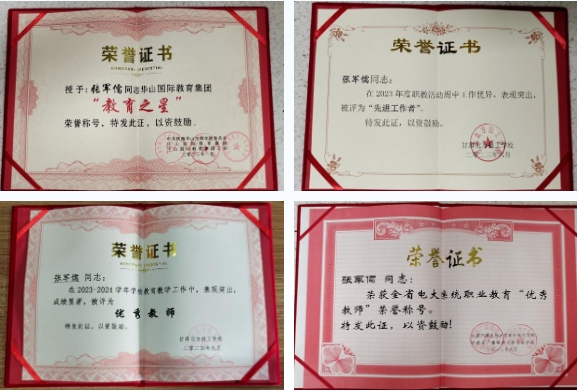 荣誉证书
授予：张军儒同志华山国际教育集团
“教育之星”
荣誉称号，特发此证，以资鼓励。
荣誉证书
张军儒同志：
在2023年度职教活动周中工作优异，表现突出，
被评为“先进工作者”。
特发此证，以资鼓励。
荣誉证书
张军儒 同志：
在2023-2024学年学校教育教学工作中，表现突出，
成绩显著，被评为
优秀教师
特发此证，以资鼓励。
荣誉证书
张军儒 同志：
荣获全省电大系统职业教育“优秀
教师”荣誉称号。
特发此证，以资鼓励！